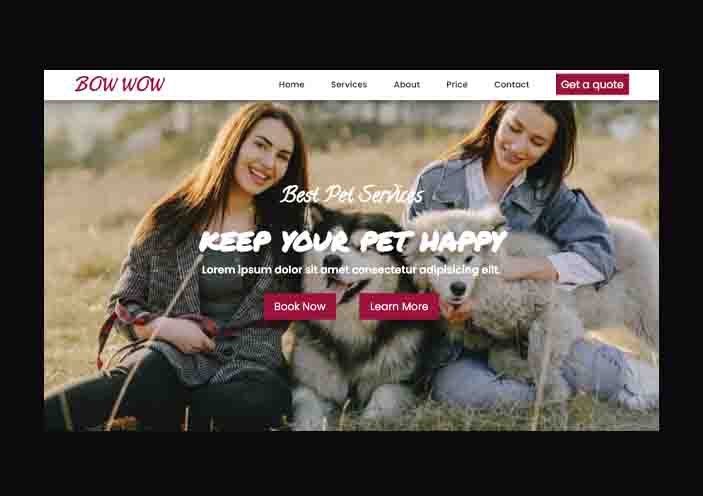 BOW WOW
Home Services About Price Contact Get a quote
Best Pet Services
KEEP YOUR PET HAPPY
Lorem ipsum dolor sit amet consectetur adipisicing elit.
Book Now Learn More